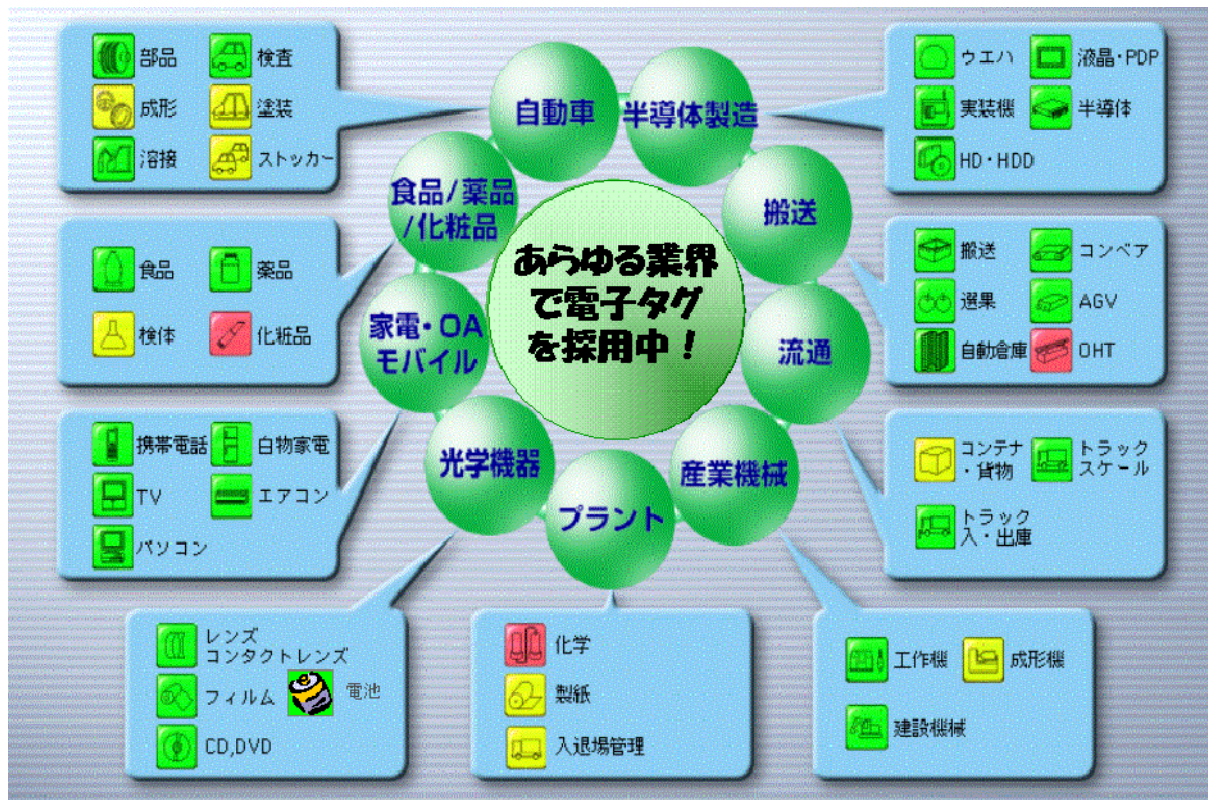 部品
検査
成形
塗装
溶接
ストッカー
自動車
半導体製造
ウエハ
液晶・PDP
実装機
半導体
HD・HDD
食品/薬品
/化粧品
搬送
食品
薬品
検体
化粧品
あらゆる業界
で電子タグ
を採用中！
搬送
コンベア
選果
AGV
自動倉庫
OHT
家電・OA
モバイル
流通
携帯電話
白物家電
TV
エアコン
パソコン
光学機器
プラント
産業機械
コンテナ
・貨物
トラック
スケール
トラック
入・出庫
レンズ
コンタクトレンズ
フィルム
電池
CD,DVD
化学
製紙
入退場管理
工作機
成形機
建設機械